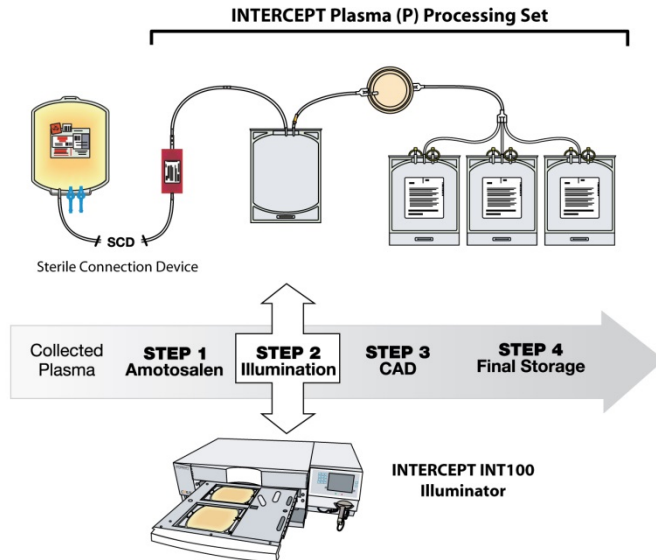 INTERCEPT Plasma (P) Processing Set
SCD
Sterile Connection Device
Collected
Plasma
STEP 1
Amotosalen
STEP 2
Illumination
STEP 3
CAD
STEP 4
Final Storage
INTERCEPT INT100
Illuminator